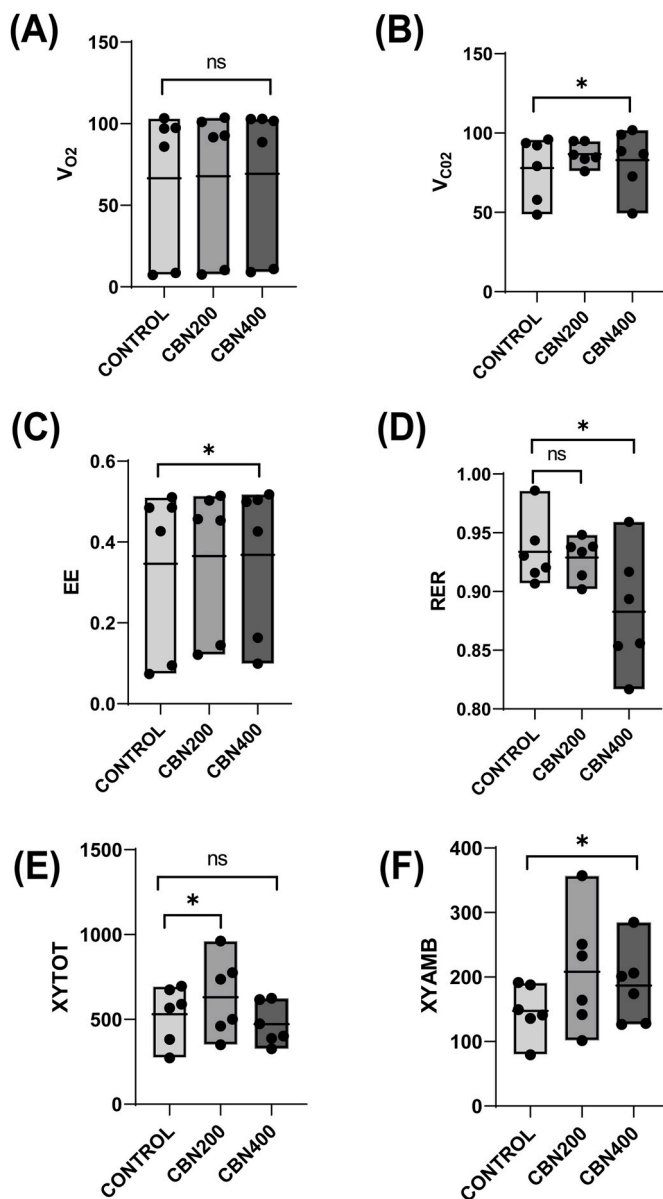 (A)
150
100
50
0
V_O2
ns
CONTROL
CBN200
CBN400
(B)
150
100
50
0
V_C02
*
CONTROL
CBN200
CBN400
(C)
0.6
0.4
0.2
0.0
EE
*
CONTROL
CBN200
CBN400
(D)
1.00
0.95
0.90
0.85
0.80
RER
*
ns
CONTROL
CBN200
CBN400
(E)
1500
1000
500
0
XYTOT
ns
*
CONTROL
CBN200
CBN400
(F)
400
300
200
100
0
XYAMB
*
CONTROL
CBN200
CBN400